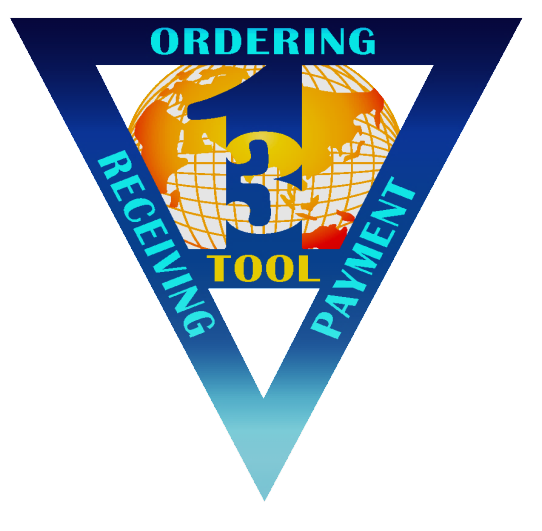 ORDERING
1
3
RECEIVING
PAYMENT
TOOL